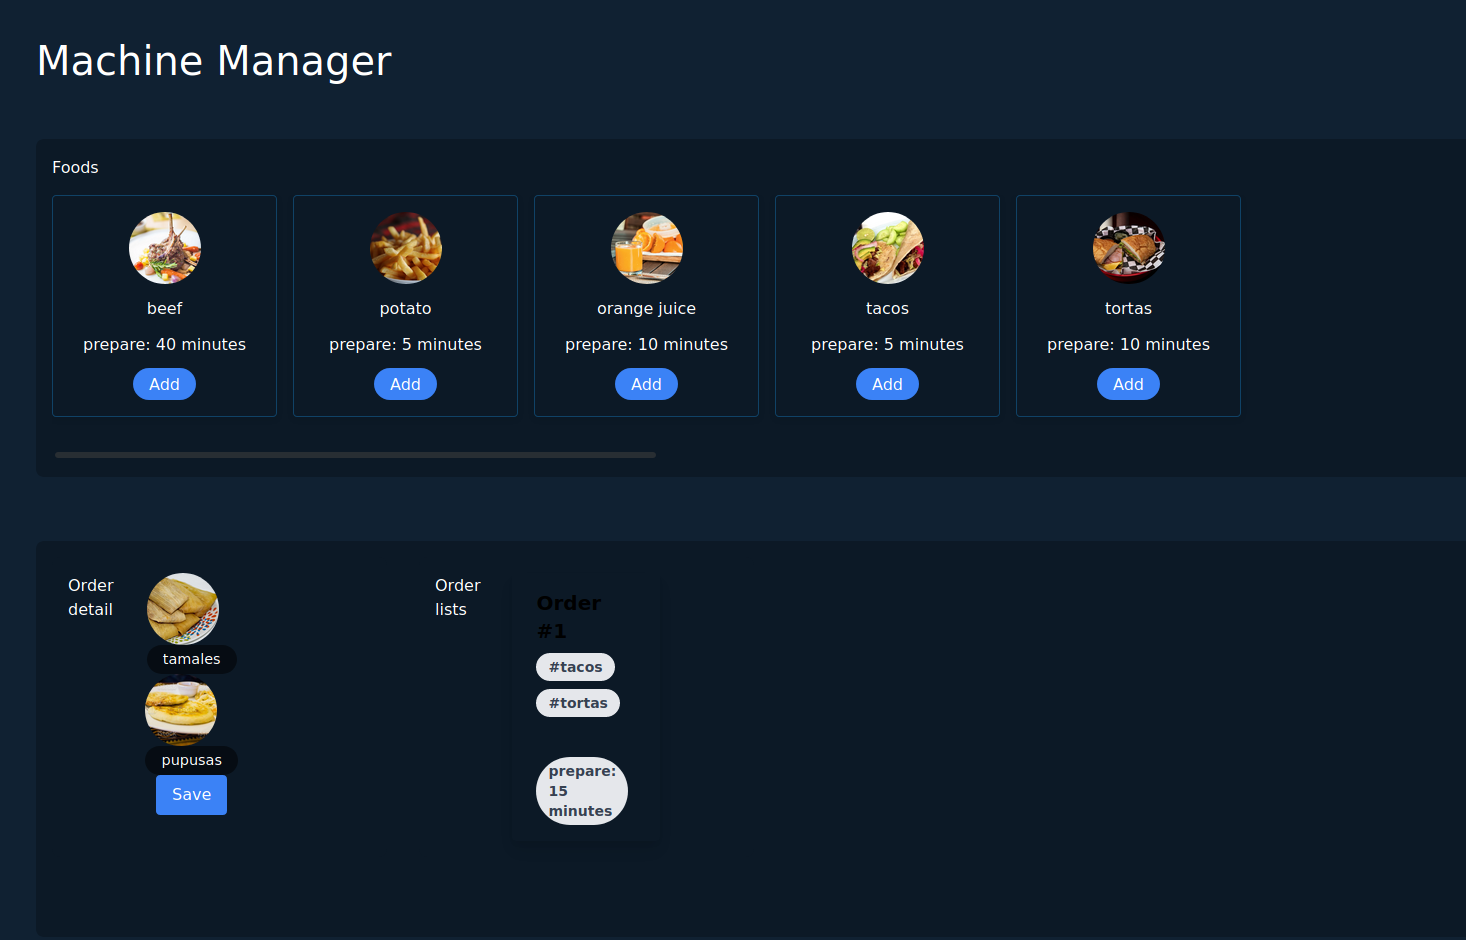 Machine Manager
Foods
beef
prepare: 40 minutes
Add
potato
prepare: 5 minutes
Add
orange juice
prepare: 10 minutes
Add
tacos
prepare: 5 minutes
Add
tortas
prepare: 10 minutes
Add
Order
detail
tamales
pupusas
Save
Order
lists
Order
#1
#tacos
#tortas
prepare:
15
minutes